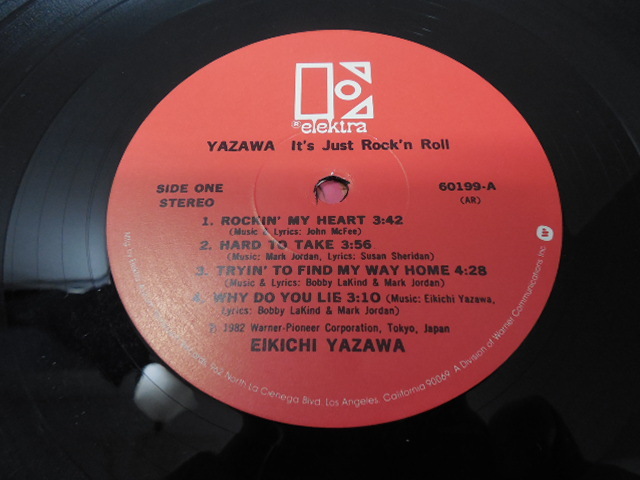 elektra
YAZAWA It's Just Rock'n Roll
SIDE ONE
STEREO
60199-A
(AR)
1. ROCKIN' MY HEART 3:42
(Music & Lyrics: John McFee)
2. HARD TO TAKE 3:56
(Music: Mark Jordan, Lyrics: Susan Sheridan)
3. TRYIN' TO FIND MY WAY HOME 4:28
(Music & Lyrics: Bobby LaKind & Mark Jordan)
4. WHY DO YOU LIE 3:10 (Music: Eikichi Yazawa,
Lyrics: Bobby LaKind & Mark Jordan)
℗ 1982 Warner-Pioneer Corporation, Tokyo, Japan
EIKICHI YAZAWA
Records, 962 North La Cienega Blvd. Los Angeles, California 90069. A Division of Warner Communications Inc.